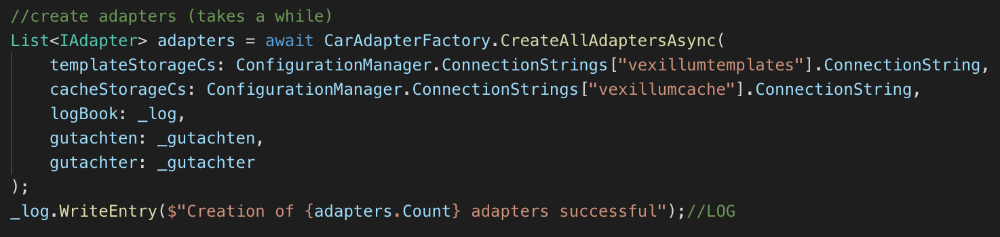 //create adapters (takes a while)
List<IAdapter> adapters = await CarAdapterFactory.CreateAllAdaptersAsync(
    templateStorageCs: ConfigurationManager.ConnectionStrings["vexillumtemplates"].ConnectionString,
    cacheStorageCs: ConfigurationManager.ConnectionStrings["vexillumcache"].ConnectionString,
    logBook: _log,
    gutachten: _gutachten,
    gutachter: _gutachter
);
_log.WriteEntry($"Creation of {adapters.Count} adapters successful");//LOG